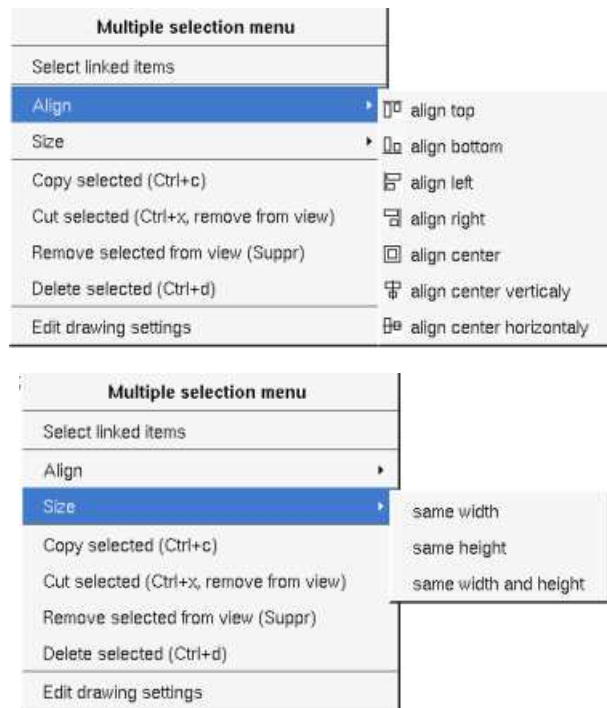 Multiple selection menu
Select linked items
Align
align top
Size
align bottom
Copy selected (Ctrl+c)
align left
Cut selected (Ctrl+x, remove from view)
align right
Remove selected from view (Suppr)
align center
Delete selected (Ctrl+d)
align center verticaly
Edit drawing settings
align center horizontaly
Multiple selection menu
Select linked items
Align
Size
same width
Copy selected (Ctrl+c)
same height
Cut selected (Ctrl+x, remove from view)
same width and height
Remove selected from view (Suppr)
Delete selected (Ctrl+d)
Edit drawing settings